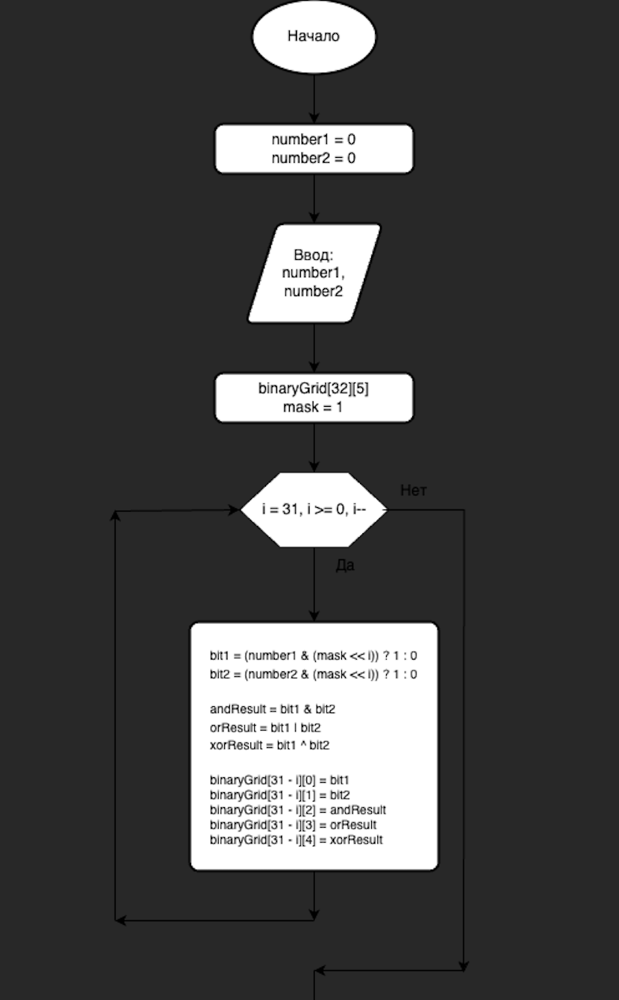 Начало
number1 = 0
number2 = 0
Ввод:
number1,
number2
binaryGrid[32][5]
mask = 1
i = 31, i >= 0, i--
Нет
Да
bit1 = (number1 & (mask << i)) ? 1 : 0
bit2 = (number2 & (mask << i)) ? 1 : 0
andResult = bit1 & bit2
orResult = bit1 | bit2
xorResult = bit1 ^ bit2
binaryGrid[31 - i][0] = bit1
binaryGrid[31 - i][1] = bit2
binaryGrid[31 - i][2] = andResult
binaryGrid[31 - i][3] = orResult
binaryGrid[31 - i][4] = xorResult